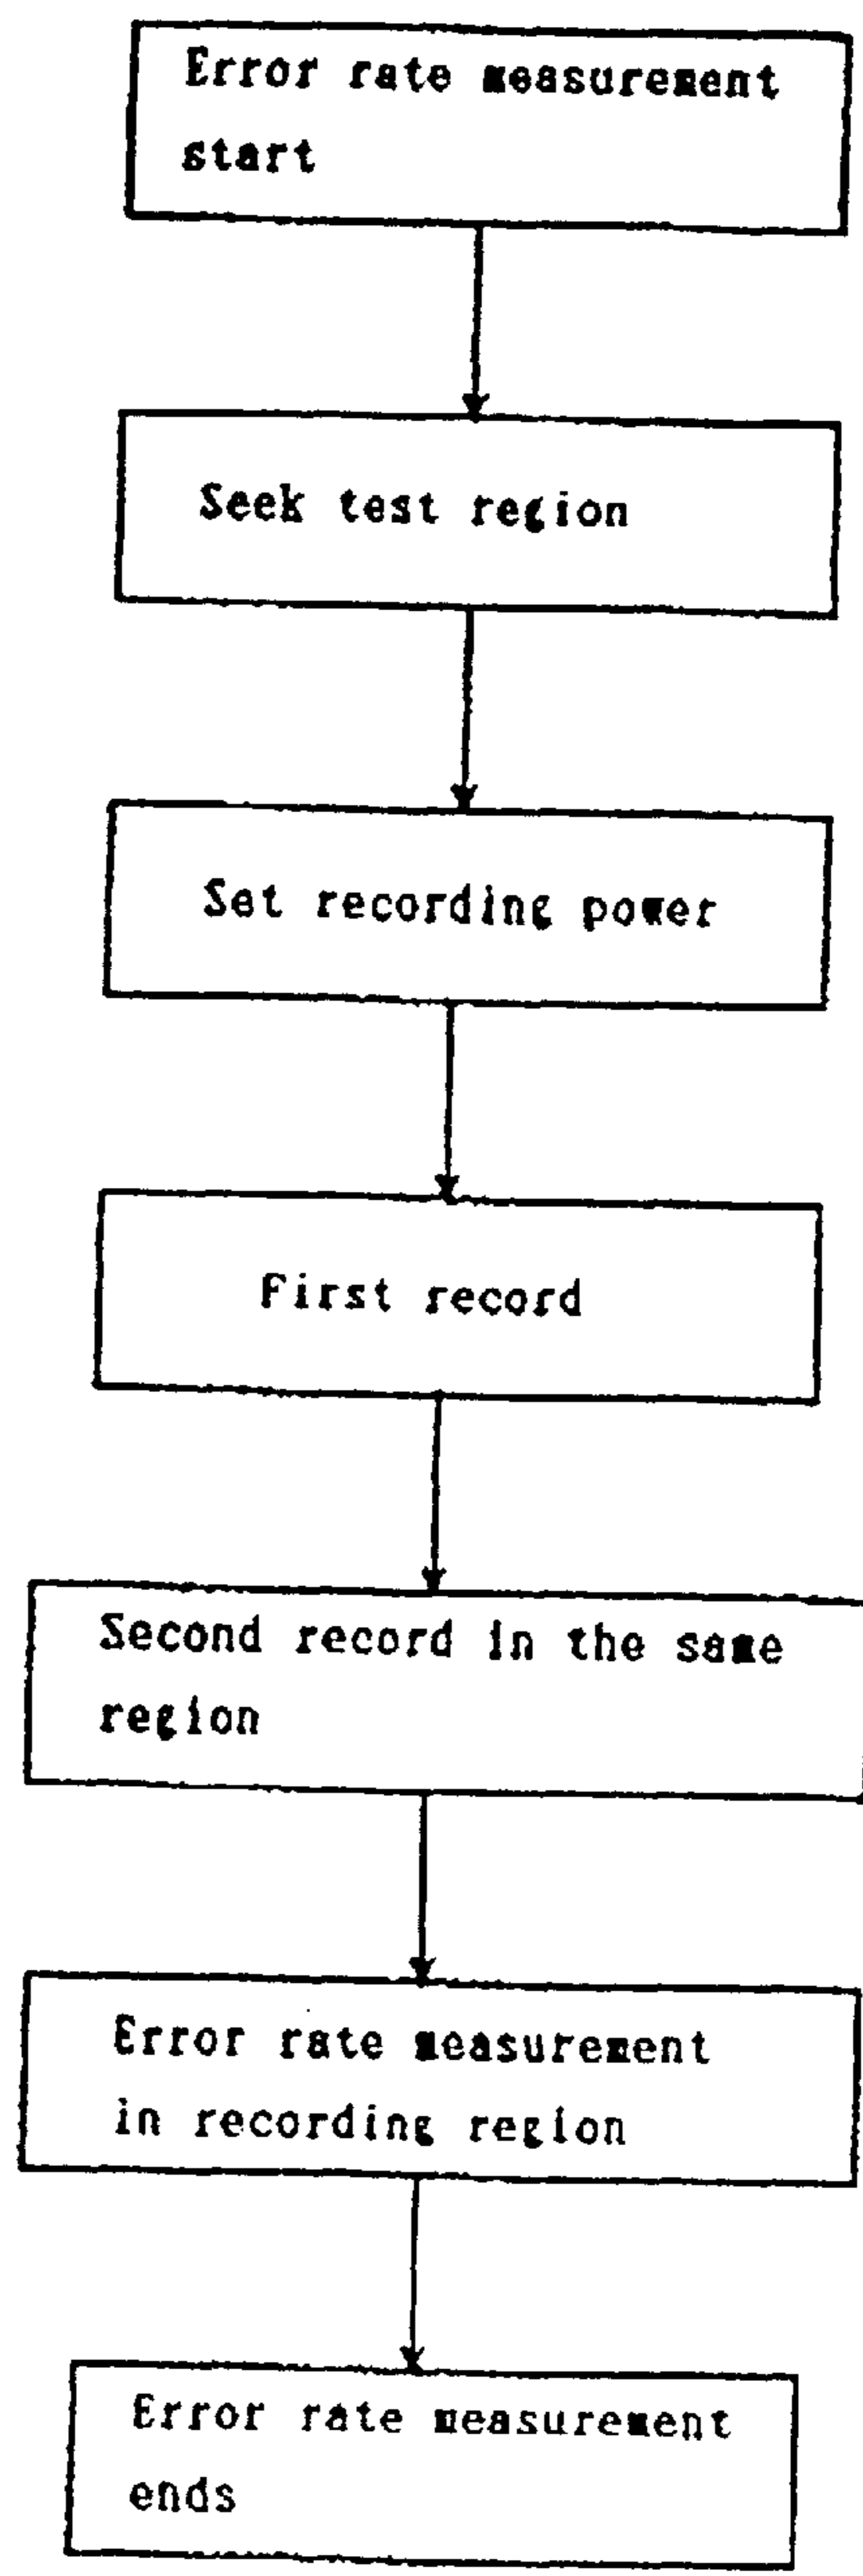 Error rate measurement
start
Seek test region
Set recording power
First record
Second record in the same
region
Error rate measurement
in recording region
Error rate measurement
ends